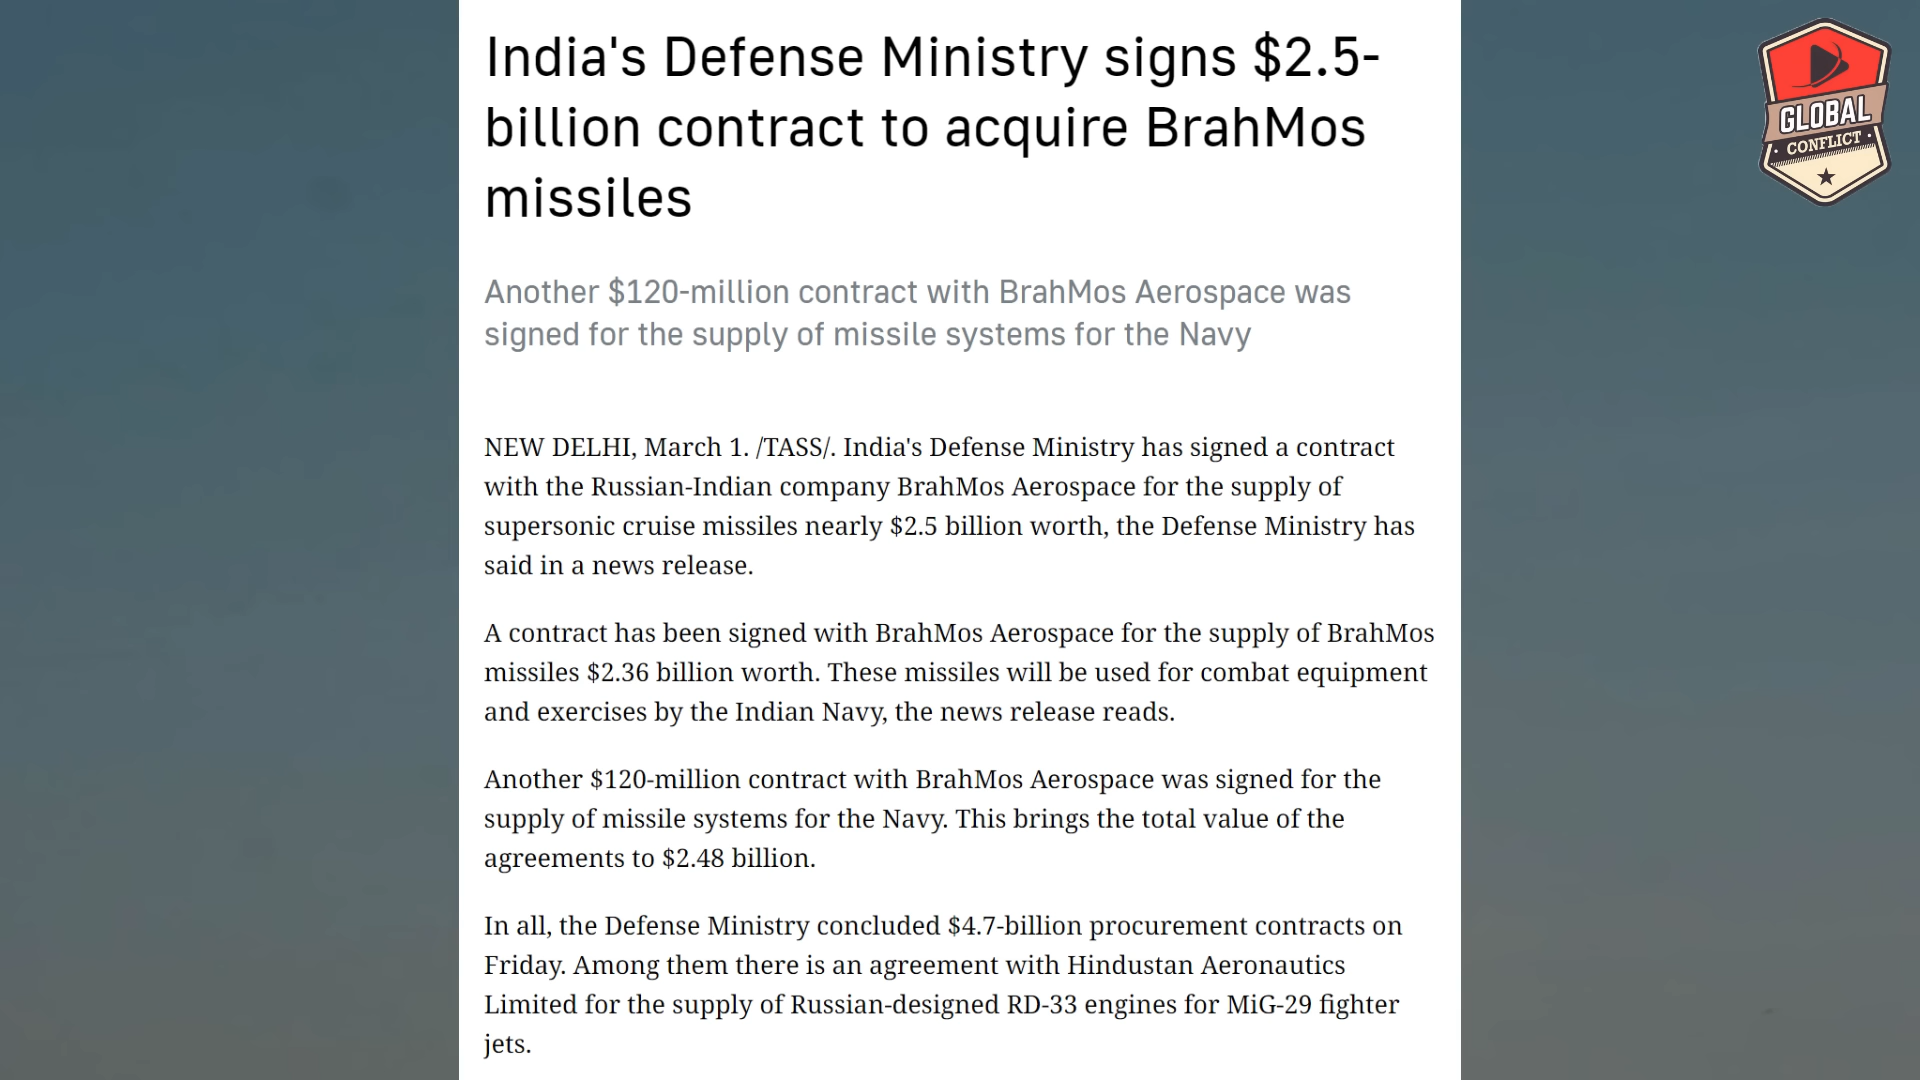 India's Defense Ministry signs $2.5-
billion contract to acquire BrahMos
missiles
GLOBAL
CONFLICT
Another $120-million contract with BrahMos Aerospace was
signed for the supply of missile systems for the Navy
NEW DELHI, March 1. /TASS/. India's Defense Ministry has signed a contract
with the Russian-Indian company BrahMos Aerospace for the supply of
supersonic cruise missiles nearly $2.5 billion worth, the Defense Ministry has
said in a news release.
A contract has been signed with BrahMos Aerospace for the supply of BrahMos
missiles $2.36 billion worth. These missiles will be used for combat equipment
and exercises by the Indian Navy, the news release reads.
Another $120-million contract with BrahMos Aerospace was signed for the
supply of missile systems for the Navy. This brings the total value of the
agreements to $2.48 billion.
In all, the Defense Ministry concluded $4.7-billion procurement contracts on
Friday. Among them there is an agreement with Hindustan Aeronautics
Limited for the supply of Russian-designed RD-33 engines for MiG-29 fighter
jets.